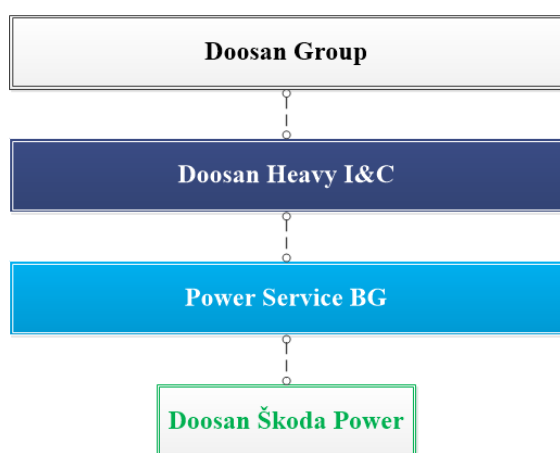 Doosan Group
Doosan Heavy I&C
Power Service BG
Doosan Škoda Power